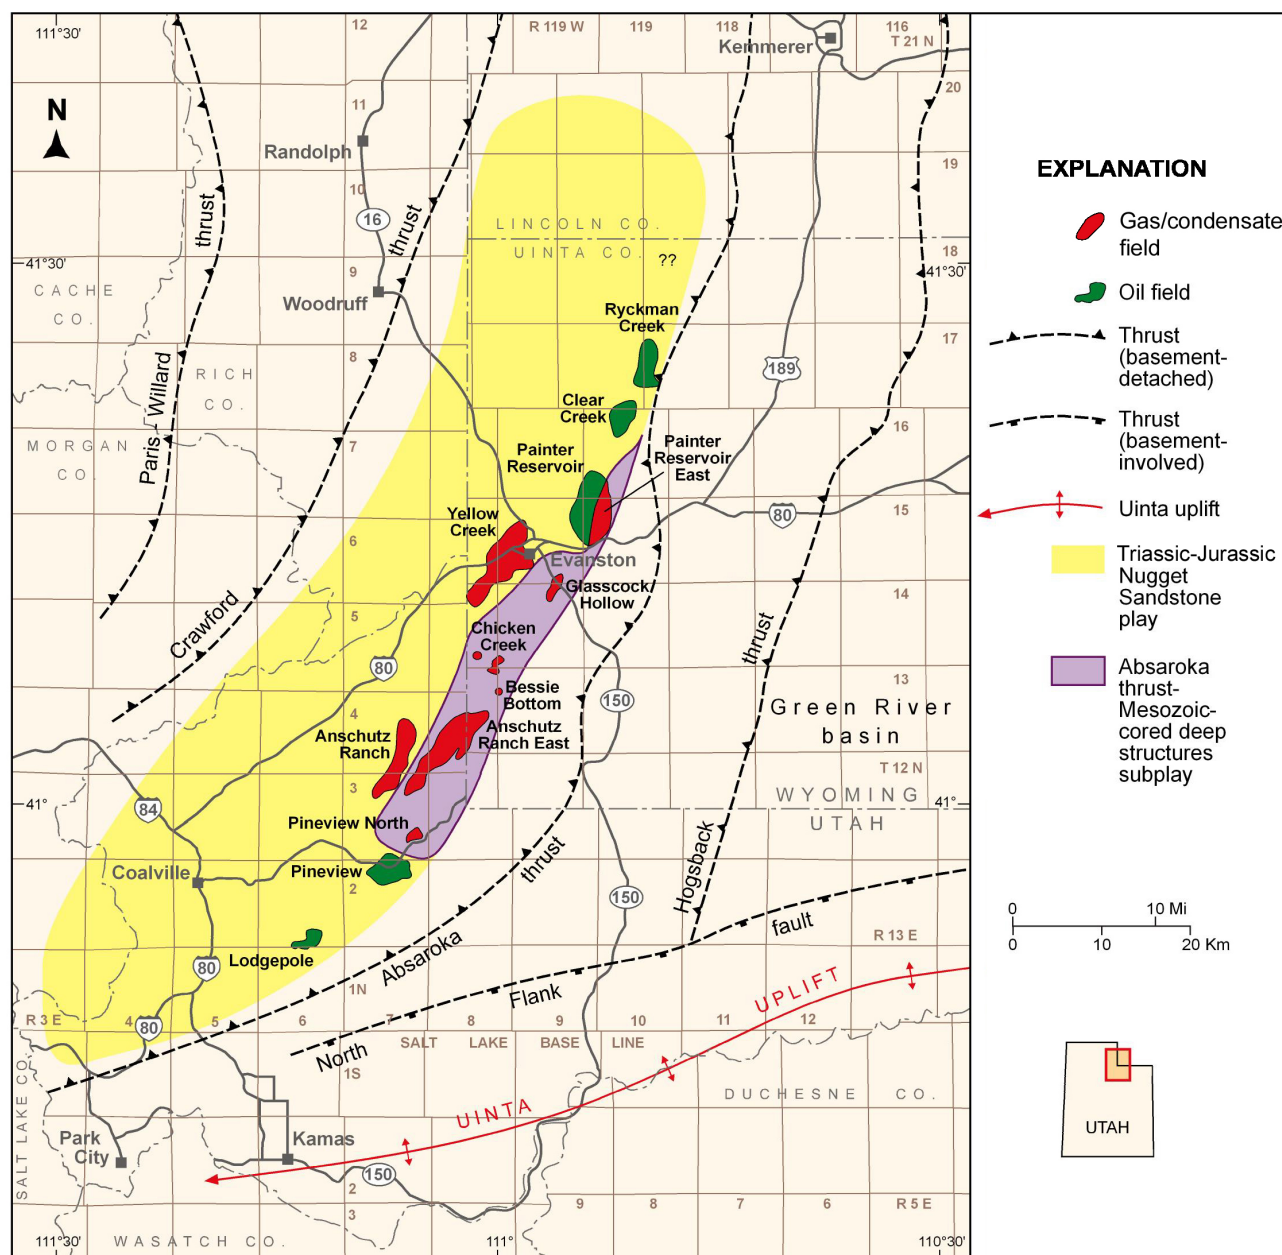 111°30'
12
R 119 W
119
118
116
T 21 N
Kemmerer
N
20
11
Randolph
19
10
thrust
16
thrust
LINCOLN CO.
UINTA CO.
??
18
41°30'
9
41°30'
CACHE
CO.
Woodruff
Ryckman
Creek
17
8
189
RICH
CO.
Clear
Creek
16
Paris - Willard
MORGAN
CO.
7
Painter
Reservoir
Painter
Reservoir
East
15
80
Yellow
Creek
6
Evanston
Glasscock
Hollow
14
Crawford
5
Chicken
Creek
thrust
80
13
Bessie
Bottom
150
Green River
basin
4
Anschutz
Ranch
Anschutz
Ranch East
T 12 N
3
WYOMING
41°
41°
84
UTAH
Pineview North
thrust
Hogsback
Coalville
Pineview
2
150
fault
R 13 E
Absaroka
Lodgepole
80
Flank
UPLIFT
1N
R 3 E
4
80
5
6
7
8
9
10
11
12
North
SALT
LAKE
BASE
LINE
1S
DUCHESNE CO.
UINTA
SALT LAKE CO.
Park
City
Kamas
150
2
9
8
7
6
R 5 E
3
WASATCH CO.
111°30'
111°
110°30'
EXPLANATION
Gas/condensate
field
Oil field
Thrust
(basement-
detached)
Thrust
(basement-
involved)
Uinta uplift
Triassic-Jurassic
Nugget
Sandstone
play
Absaroka
thrust-
Mesozoic-
cored deep
structures
subplay
0
10 Mi
0
10
20 Km
UTAH